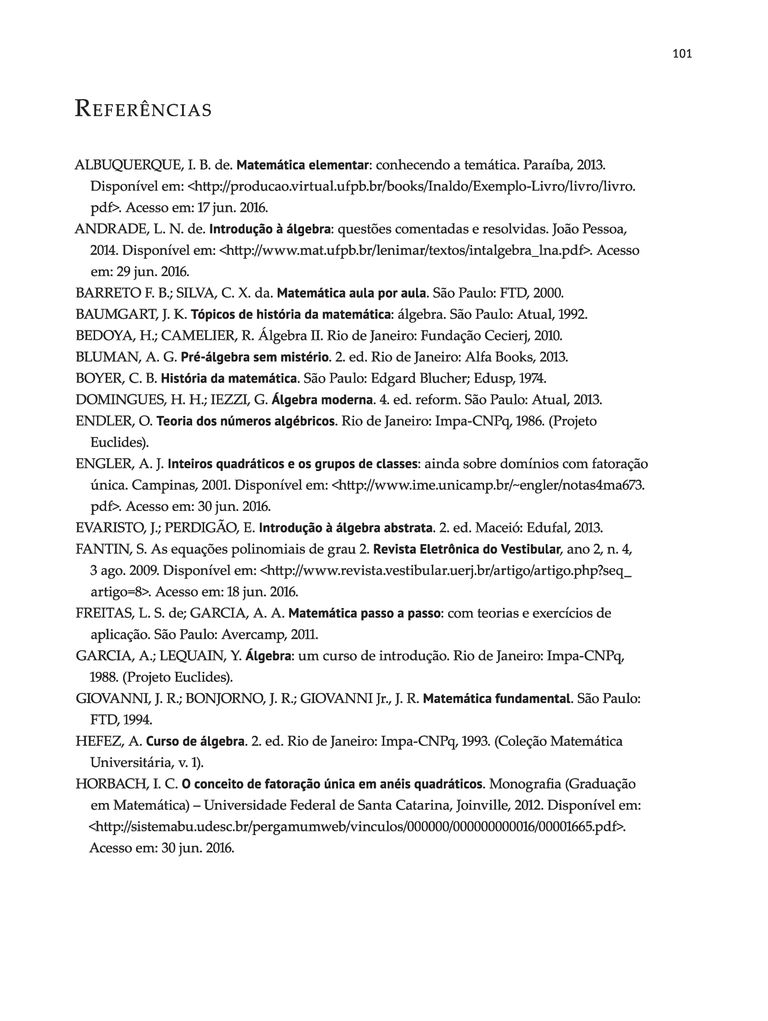 101
Referências
ALBUQUERQUE, I. B. de. Matemática elementar: conhecendo a temática. Paraíba, 2013.
Disponível em: <http://producao.virtual.ufpb.br/books/Inaldo/Exemplo-Livro/livro/livro.
pdf>. Acesso em: 17 jun. 2016.
ANDRADE, L. N. de. Introdução à álgebra: questões comentadas e resolvidas. João Pessoa,
2014. Disponível em: <http://www.mat.ufpb.br/lenimar/textos/intalgebra_lna.pdf>. Acesso
em: 29 jun. 2016.
BARRETO F. B.; SILVA, C. X. da. Matemática aula por aula. São Paulo: FTD, 2000.
BAUMGART, J. K. Tópicos de história da matemática: álgebra. São Paulo: Atual, 1992.
BEDOYA, H.; CAMELIER, R. Álgebra II. Rio de Janeiro: Fundação Cecierj, 2010.
BLUMAN, A. G. Pré-álgebra sem mistério. 2. ed. Rio de Janeiro: Alfa Books, 2013.
BOYER, C. B. História da matemática. São Paulo: Edgard Blucher; Edusp, 1974.
DOMINGUES, H. H.; IEZZI, G. Álgebra moderna. 4. ed. reform. São Paulo: Atual, 2013.
ENDLER, O. Teoria dos números algébricos. Rio de Janeiro: Impa-CNPq, 1986. (Projeto
Euclides).
ENGLER, A. J. Inteiros quadráticos e os grupos de classes: ainda sobre domínios com fatoração
única. Campinas, 2001. Disponível em: <http://www.ime.unicamp.br/~engler/notas4ma673.
pdf>. Acesso em: 30 jun. 2016.
EVARISTO, J.; PERDIGÃO, E. Introdução à álgebra abstrata. 2. ed. Maceió: Edufal, 2013.
FANTIN, S. As equações polinomiais de grau 2. Revista Eletrônica do Vestibular, ano 2, n. 4,
3 ago. 2009. Disponível em: <http://www.revista.vestibular.uerj.br/artigo/artigo.php?seq_
artigo=8>. Acesso em: 18 jun. 2016.
FREITAS, L. S. de; GARCIA, A. A. Matemática passo a passo: com teorias e exercícios de
aplicação. São Paulo: Avercamp, 2011.
GARCIA, A.; LEQUAIN, Y. Álgebra: um curso de introdução. Rio de Janeiro: Impa-CNPq,
1988. (Projeto Euclides).
GIOVANNI, J. R.; BONJORNO, J. R.; GIOVANNI Jr., J. R. Matemática fundamental. São Paulo:
FTD, 1994.
HEFEZ, A. Curso de álgebra. 2. ed. Rio de Janeiro: Impa-CNPq, 1993. (Coleção Matemática
Universitária, v. 1).
HORBACH, I. C. O conceito de fatoração única em anéis quadráticos. Monografia (Graduação
em Matemática) – Universidade Federal de Santa Catarina, Joinville, 2012. Disponível em:
<http://sistemabu.udesc.br/pergamumweb/vinculos/000000/000000000016/00001665.pdf>.
Acesso em: 30 jun. 2016.